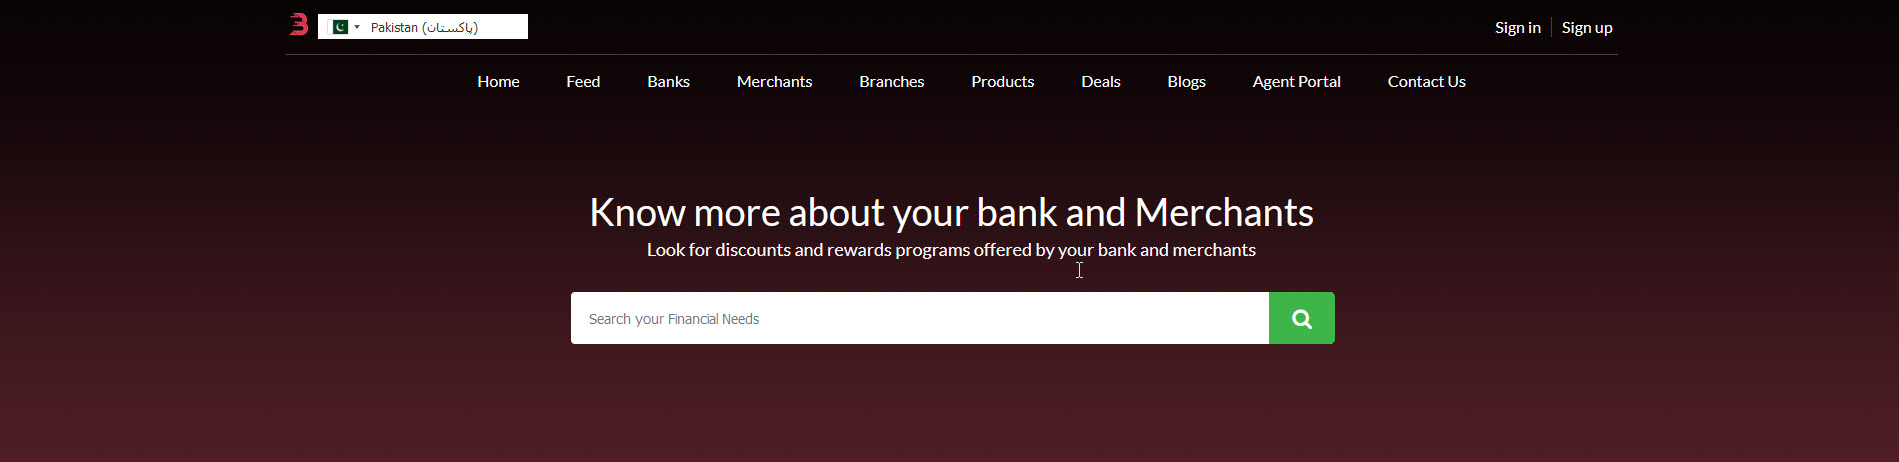 Pakistan (پاکستان)
Sign in
Sign up
Home Feed Banks Merchants Branches Products Deals Blogs Agent Portal Contact Us
Know more about your bank and Merchants
Look for discounts and rewards programs offered by your bank and merchants
Search your Financial Needs